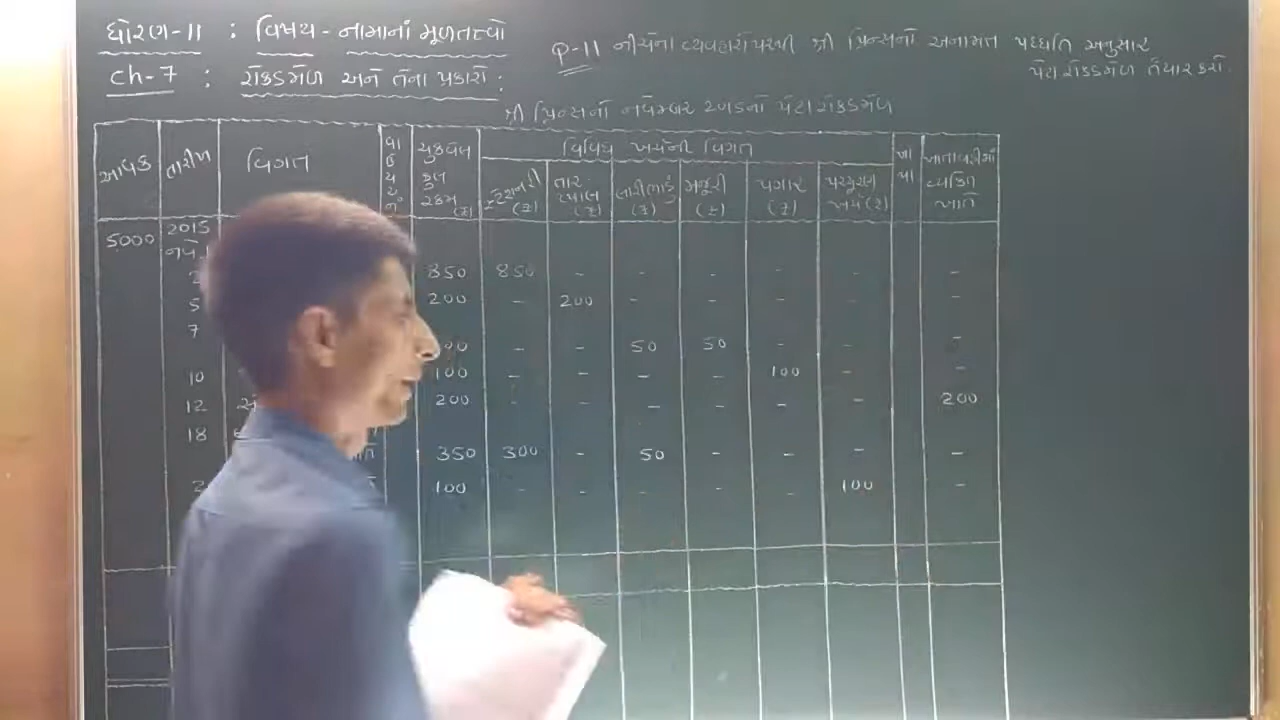 ધોરણ-11 : વિષય - નામાનાં મૂળતત્ત્વો
Ch-7 : રોકડમેળ અને તેના પ્રકારો :
P-11 નીચેના વ્યવહારો પરથી શ્રી પ્રિન્સનો અનામત પધ્ધતિ અનુસાર
પેટા રોકડમેળ તૈયાર કરો.
શ્રી પ્રિન્સનો નવેમ્બર ૨૦૧૫નો પેટા રોકડમેળ
આવક તારીખ વિગત વાઉચર નં ચુકવેલ કુલ રકમ (₹) વિવિધ ખર્ચની વિગત ખા પા ખાતાવહીમાં વ્યક્તિ ખાતે
સ્ટેશનરી (₹) તાર ટપાલ (₹) લારીભાડું (₹) મજૂરી (₹) પગાર (₹) પરચુરણ ખર્ચ (₹)
5000 2015
નવે.
850 850 - - - - - -
5 200 - 200 - - - - -
7
- - 50 50 - - -
10 100 - - - - 100 - -
12 200 - - - - - - 200
18
350 300 - 50 - - - -
100 - - - - - 100 -